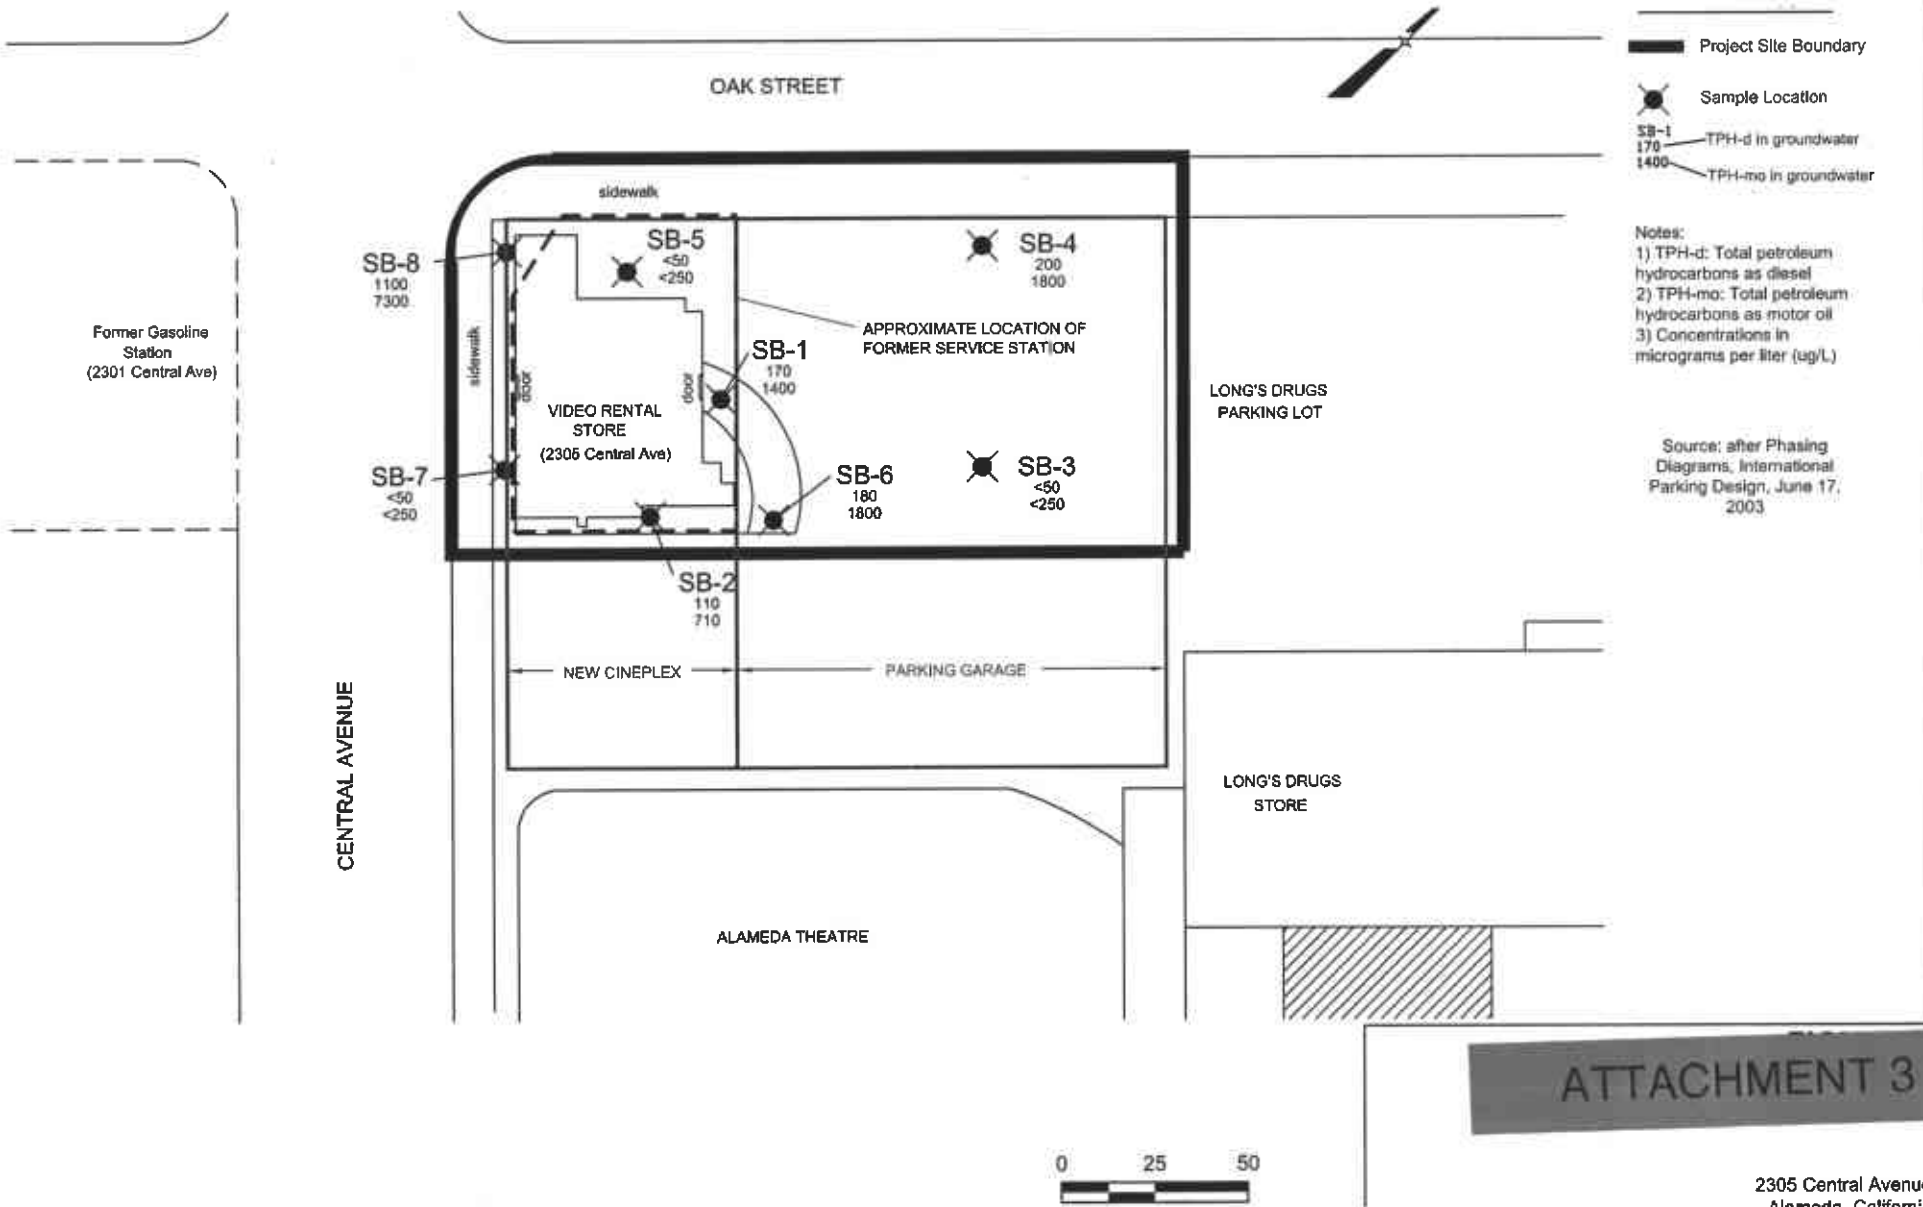 OAK STREET
Project Site Boundary
Sample Location
SB-1
170
1400
TPH-d in groundwater
TPH-mo in groundwater
Notes:
1) TPH-d: Total petroleum
hydrocarbons as diesel
2) TPH-mo: Total petroleum
hydrocarbons as motor oil
3) Concentrations in
micrograms per liter (ug/L)
Source: after Phasing
Diagrams, International
Parking Design, June 17,
2003
sidewalk
SB-8
1100
7300
SB-5
<50
<250
SB-4
200
1800
Former Gasoline
Station
(2301 Central Ave)
sidewalk
APPROXIMATE LOCATION OF
FORMER SERVICE STATION
SB-1
170
1400
door
door
VIDEO RENTAL
STORE
(2305 Central Ave)
LONG'S DRUGS
PARKING LOT
SB-7
<50
<250
SB-6
180
1800
SB-3
<50
<250
SB-2
110
710
NEW CINEPLEX
PARKING GARAGE
CENTRAL AVENUE
LONG'S DRUGS
STORE
ALAMEDA THEATRE
ATTACHMENT 3
0 25 50
2305 Central Avenue
Alameda, Californi